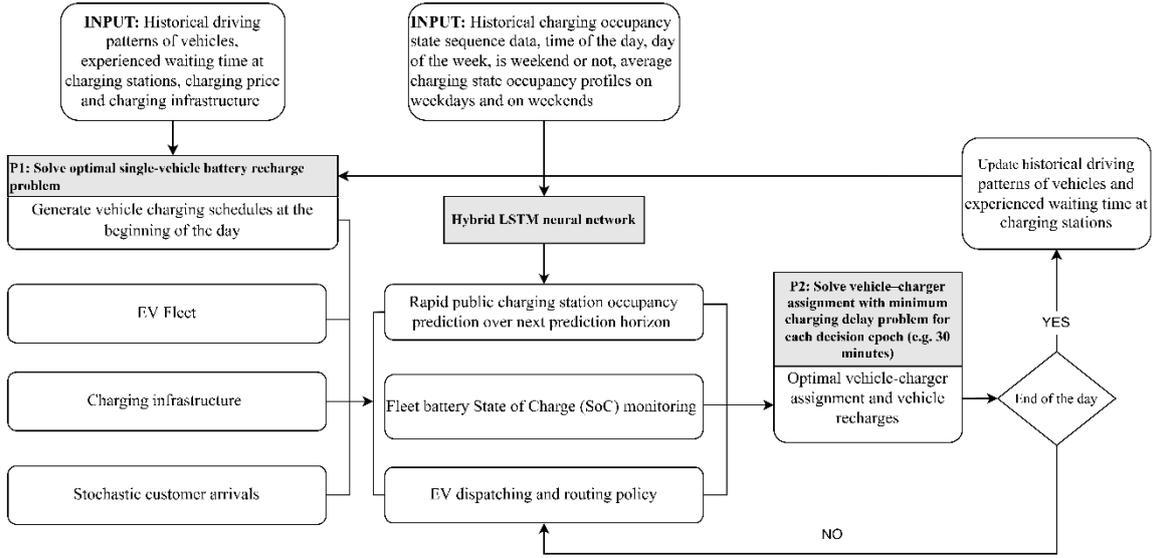 INPUT: Historical driving
patterns of vehicles,
experienced waiting time at
charging stations, charging price
and charging infrastructure
INPUT: Historical charging occupancy
state sequence data, time of the day, day
of the week, is weekend or not, average
charging state occupancy profiles on
weekdays and on weekends
P1: Solve optimal single-vehicle battery recharge
problem
Generate vehicle charging schedules at the
beginning of the day
Hybrid LSTM neural network
Update historical driving
patterns of vehicles and
experienced waiting time at
charging stations
EV Fleet
Rapid public charging station occupancy
prediction over next prediction horizon
P2: Solve vehicle–charger
assignment with minimum
charging delay problem for
each decision epoch (e.g. 30
minutes)
YES
Charging infrastructure
Fleet battery State of Charge (SoC) monitoring
Optimal vehicle-charger
assignment and vehicle
recharges
End of the day
Stochastic customer arrivals
EV dispatching and routing policy
NO